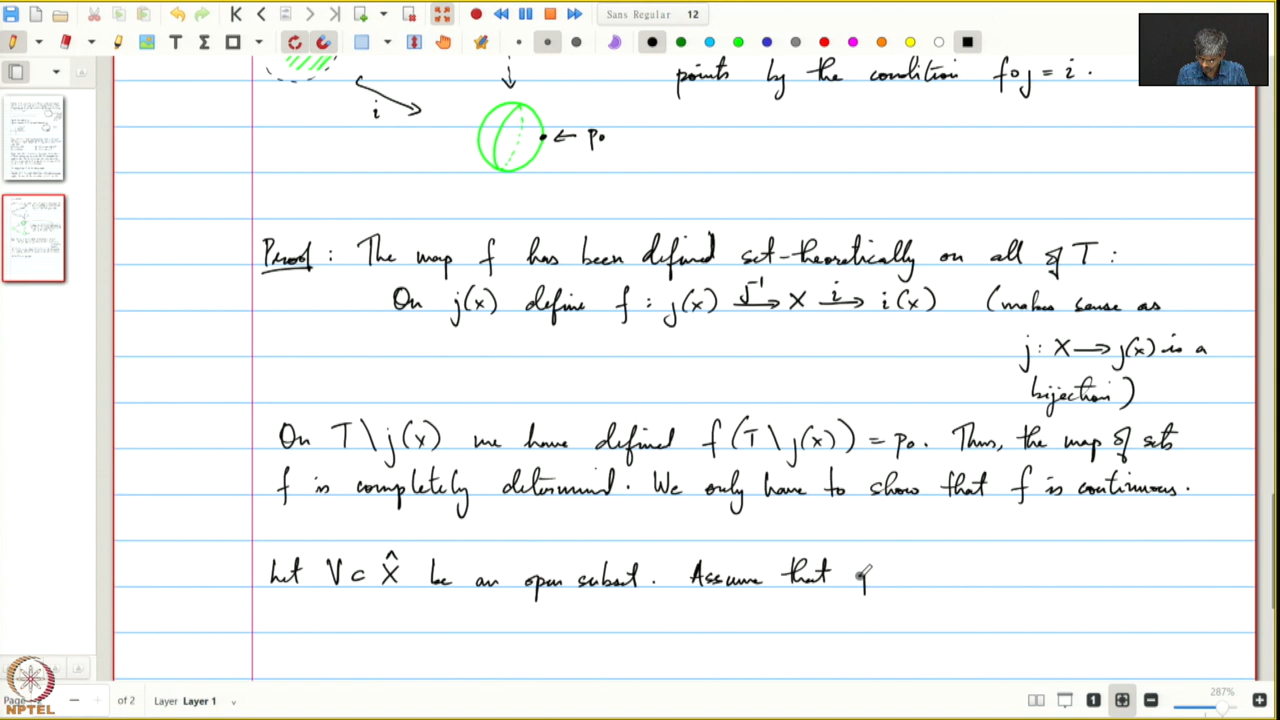 Sans Regular 12
points by the condition f∘j = i.
i
← p₀
Proof : The map f has been defined set-theoretically on all of T :
On j(X) define f : j(X) —j⁻¹→ X —i→ i(X) (makes sense as
j : X → j(X) is a
bijection)
On T \ j(X) we have defined f(T \ j(X)) = p₀. Thus, the map of sets
f is completely determind. We only have to show that f is continuous.
Let V ⊂ X̂ be an open subset. Assume that
NPTEL
Page
of 2
Layer Layer 1
287%